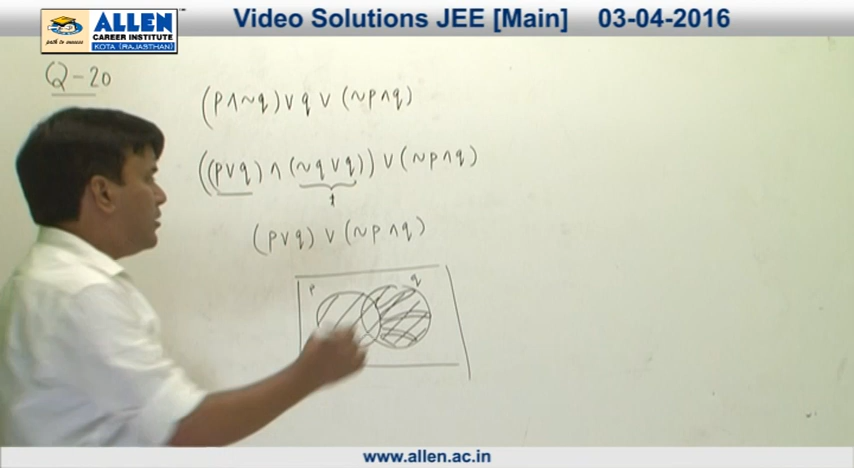 Video Solutions JEE [Main] 03-04-2016
ALLEN
CAREER INSTITUTE
KOTA (RAJASTHAN)
path to success
Q-20
(p∧~q)∨q∨(~p∧q)
((p∨q)∧(~q∨q))∨(~p∧q)
1
(p∨q)∨(~p∧q)
p q
www.allen.ac.in